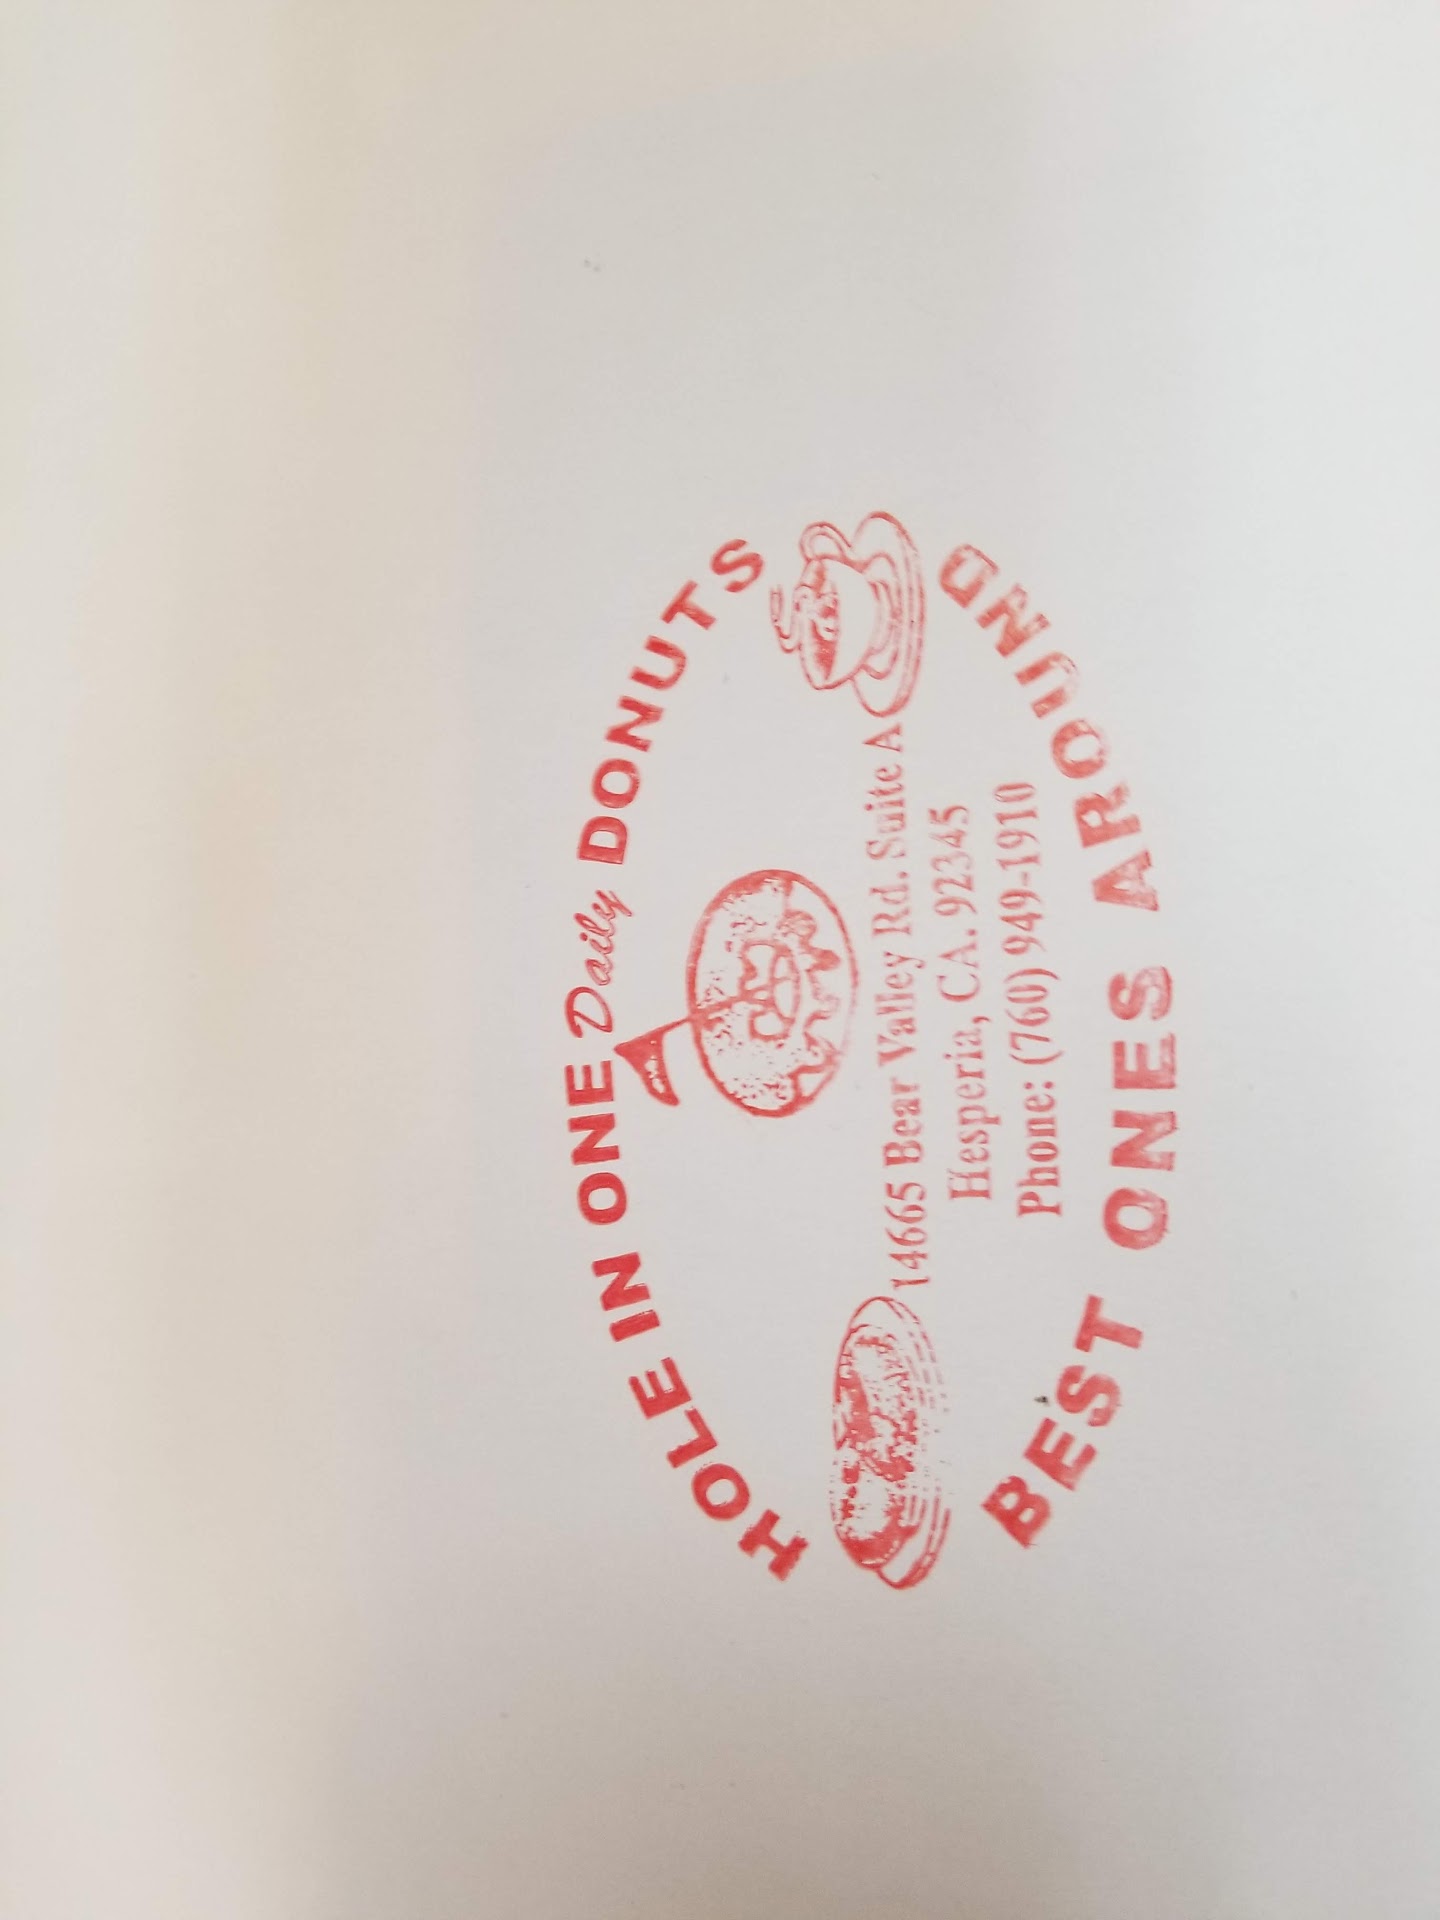 HOLE IN ONE Daily DONUTS
14665 Bear Valley Rd. Suite A
Hesperia, CA. 92345
Phone: (760) 949-1910
BEST ONES AROUND